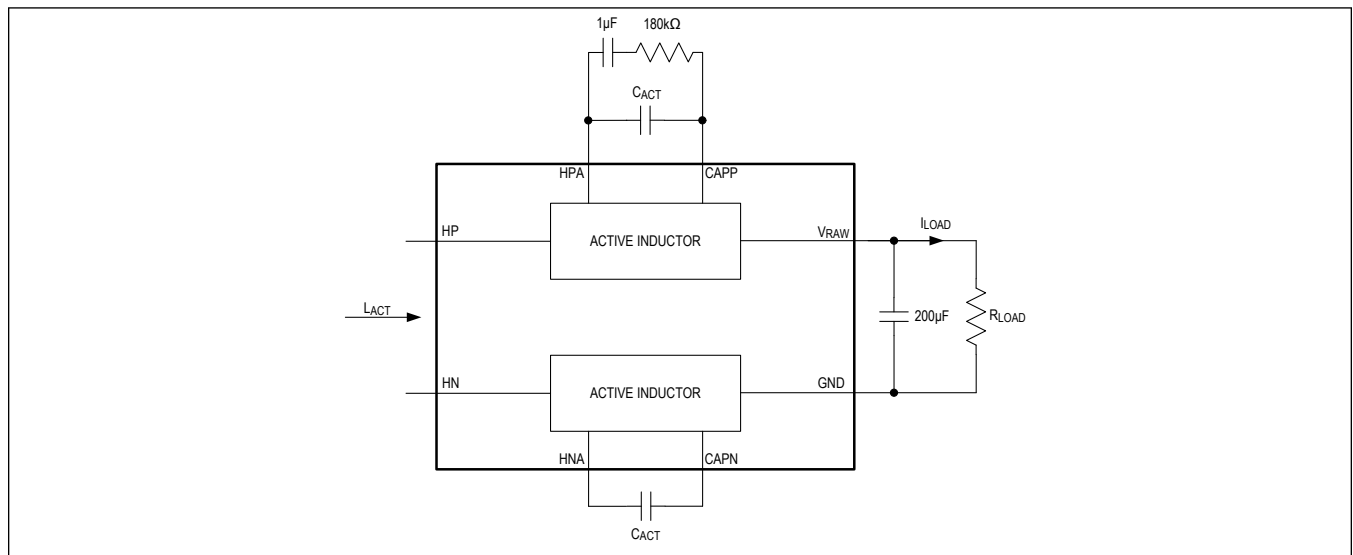 1µF
180kΩ
CACT
HPA
CAPP
HP
ACTIVE INDUCTOR
VRAW
ILOAD
LACT
200µF
RLOAD
HN
ACTIVE INDUCTOR
GND
HNA
CAPN
CACT